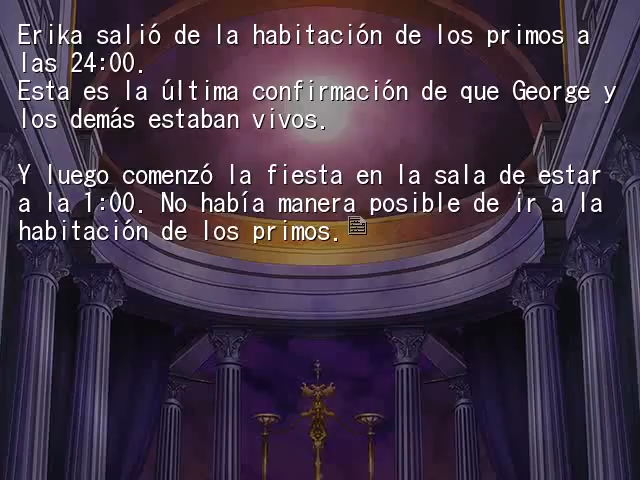 Erika salió de la habitación de los primos a
las 24:00.
Esta es la última confirmación de que George y
los demás estaban vivos.
Y luego comenzó la fiesta en la sala de estar
a la 1:00. No había manera posible de ir a la
habitación de los primos.